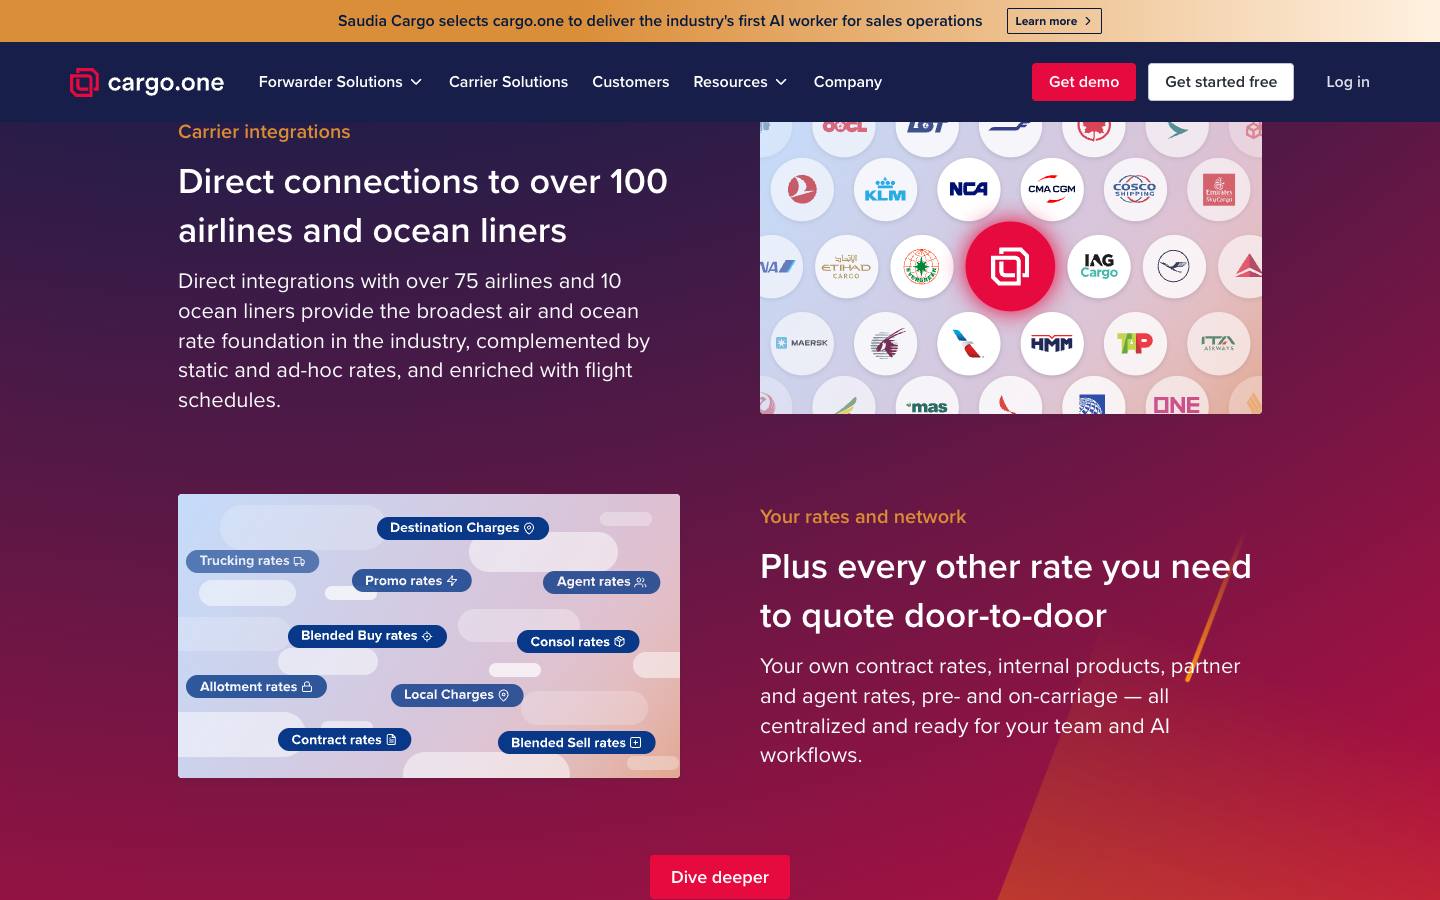 Saudia Cargo selects cargo.one to deliver the industry's first AI worker for sales operations
Learn more
cargo.one
Forwarder Solutions
Carrier Solutions
Customers
Resources
Company
Get demo
Get started free
Log in
Carrier integrations
Direct connections to over 100
airlines and ocean liners
Direct integrations with over 75 airlines and 10
ocean liners provide the broadest air and ocean
rate foundation in the industry, complemented by
static and ad-hoc rates, and enriched with flight
schedules.
KLM
NCA
CMA CGM
COSCO
SHIPPING
Emirates
SkyCargo
ETIHAD
CARGO
EVERGREEN
IAG
Cargo
MAERSK
HMM
TAP
ITA
AIRWAYS
mas
ONE
Destination Charges
Trucking rates
Promo rates
Agent rates
Blended Buy rates
Consol rates
Allotment rates
Local Charges
Contract rates
Blended Sell rates
Your rates and network
Plus every other rate you need
to quote door-to-door
Your own contract rates, internal products, partner
and agent rates, pre- and on-carriage — all
centralized and ready for your team and AI
workflows.
Dive deeper